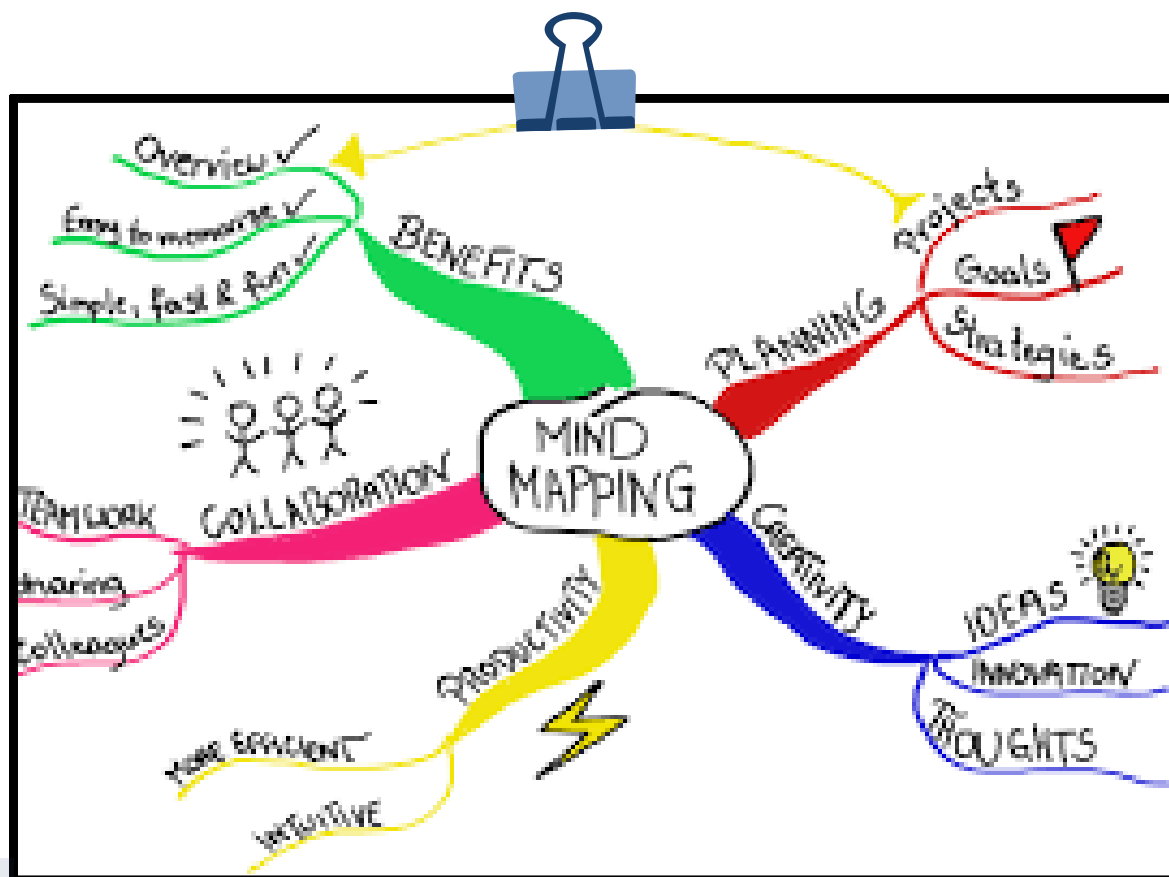 Overview
Easy to memorize
Simple, fast & fun
BENEFITS
Projects
Goals
Strategies
PLANNING
MIND
MAPPING
COLLABORATION
TEAMWORK
sharing
colleagues
CREATIVITY
IDEAS
INNOVATION
THOUGHTS
PRODUCTIVITY
MORE EFFICIENT
INTUITIVE